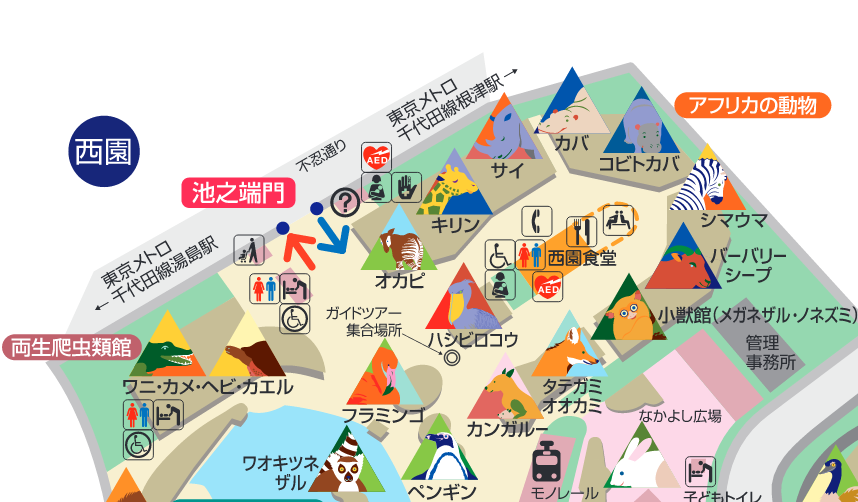 東京メトロ
千代田線根津駅→
アフリカの動物
西園
不忍通り
AED
カバ
コビトカバ
サイ
池之端門
?
キリン
シマウマ
東京メトロ
←千代田線湯島駅
オカピ
西園食堂
バーバリー
シープ
AED
ガイドツアー
集合場所
小獣館(メガネザル・ノネズミ)
ハシビロコウ
両生爬虫類館
管理
事務所
ワニ・カメ・ヘビ・カエル
タテガミ
オオカミ
フラミンゴ
カンガルー
なかよし広場
ワオキツネ
ザル
ペンギン
モノレール
子どもトイレ